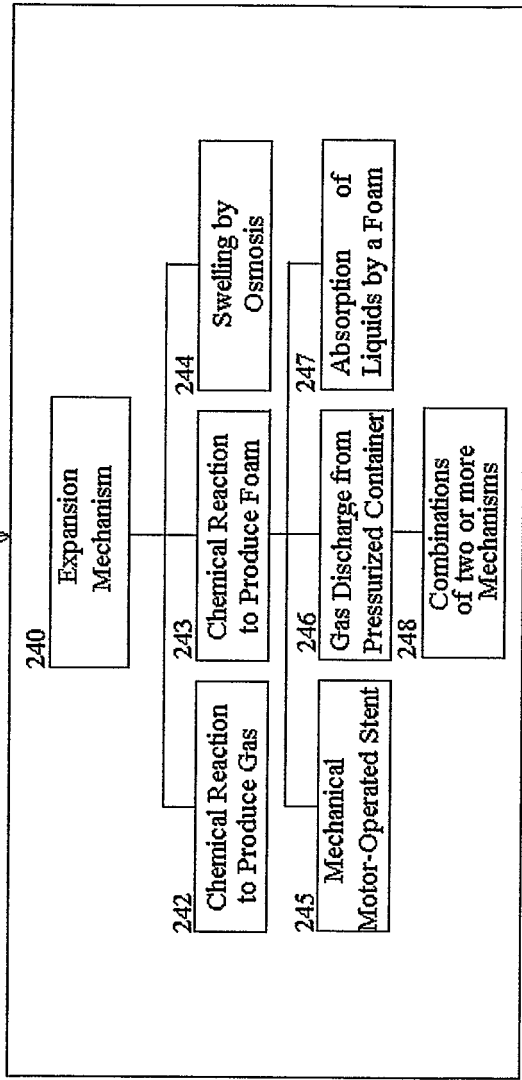 240
Expansion
Mechanism
242
Chemical Reaction
to Produce Gas
243
Chemical Reaction
to Produce Foam
244
Swelling by
Osmosis
245
Mechanical
Motor-Operated Stent
246
Gas Discharge from
Pressurized Container
247
Absorption of
Liquids by a Foam
248
Combinations
of two or more
Mechanisms